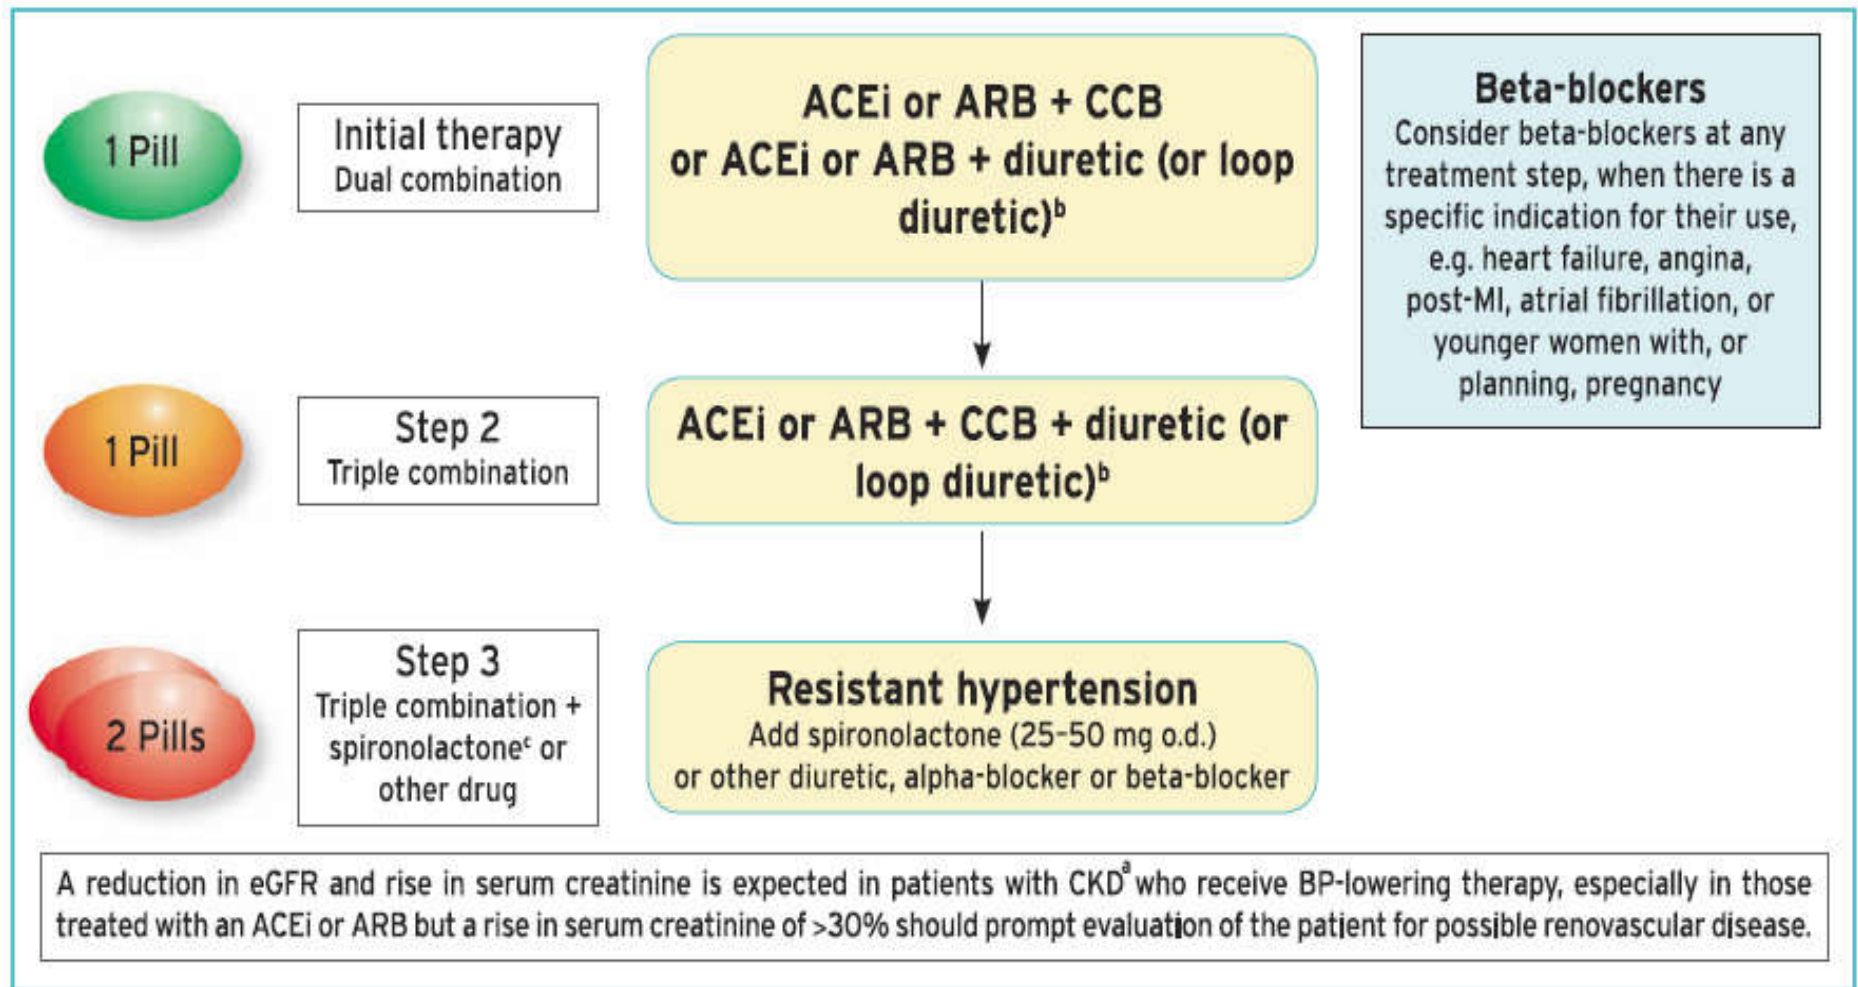 1 Pill
Initial therapy
Dual combination
ACEi or ARB + CCB
or ACEi or ARB + diuretic (or loop
diuretic)ᵇ
Beta-blockers
Consider beta-blockers at any
treatment step, when there is a
specific indication for their use,
e.g. heart failure, angina,
post-MI, atrial fibrillation, or
younger women with, or
planning, pregnancy
1 Pill
Step 2
Triple combination
ACEi or ARB + CCB + diuretic (or
loop diuretic)ᵇ
2 Pills
Step 3
Triple combination +
spironolactoneᶜ or
other drug
Resistant hypertension
Add spironolactone (25–50 mg o.d.)
or other diuretic, alpha-blocker or beta-blocker
A reduction in eGFR and rise in serum creatinine is expected in patients with CKDᵃ who receive BP-lowering therapy, especially in those
treated with an ACEi or ARB but a rise in serum creatinine of >30% should prompt evaluation of the patient for possible renovascular disease.